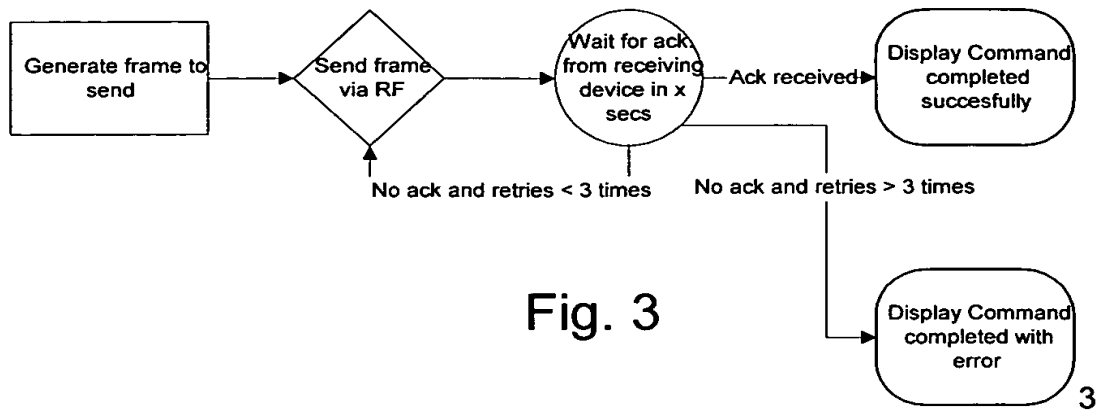 Generate frame to
send
Send frame
via RF
Wait for ack.
from receiving
device in x
secs
Ack received
Display Command
completed
succesfully
No ack and retries < 3 times
No ack and retries > 3 times
Fig. 3
Display Command
completed with
error
3